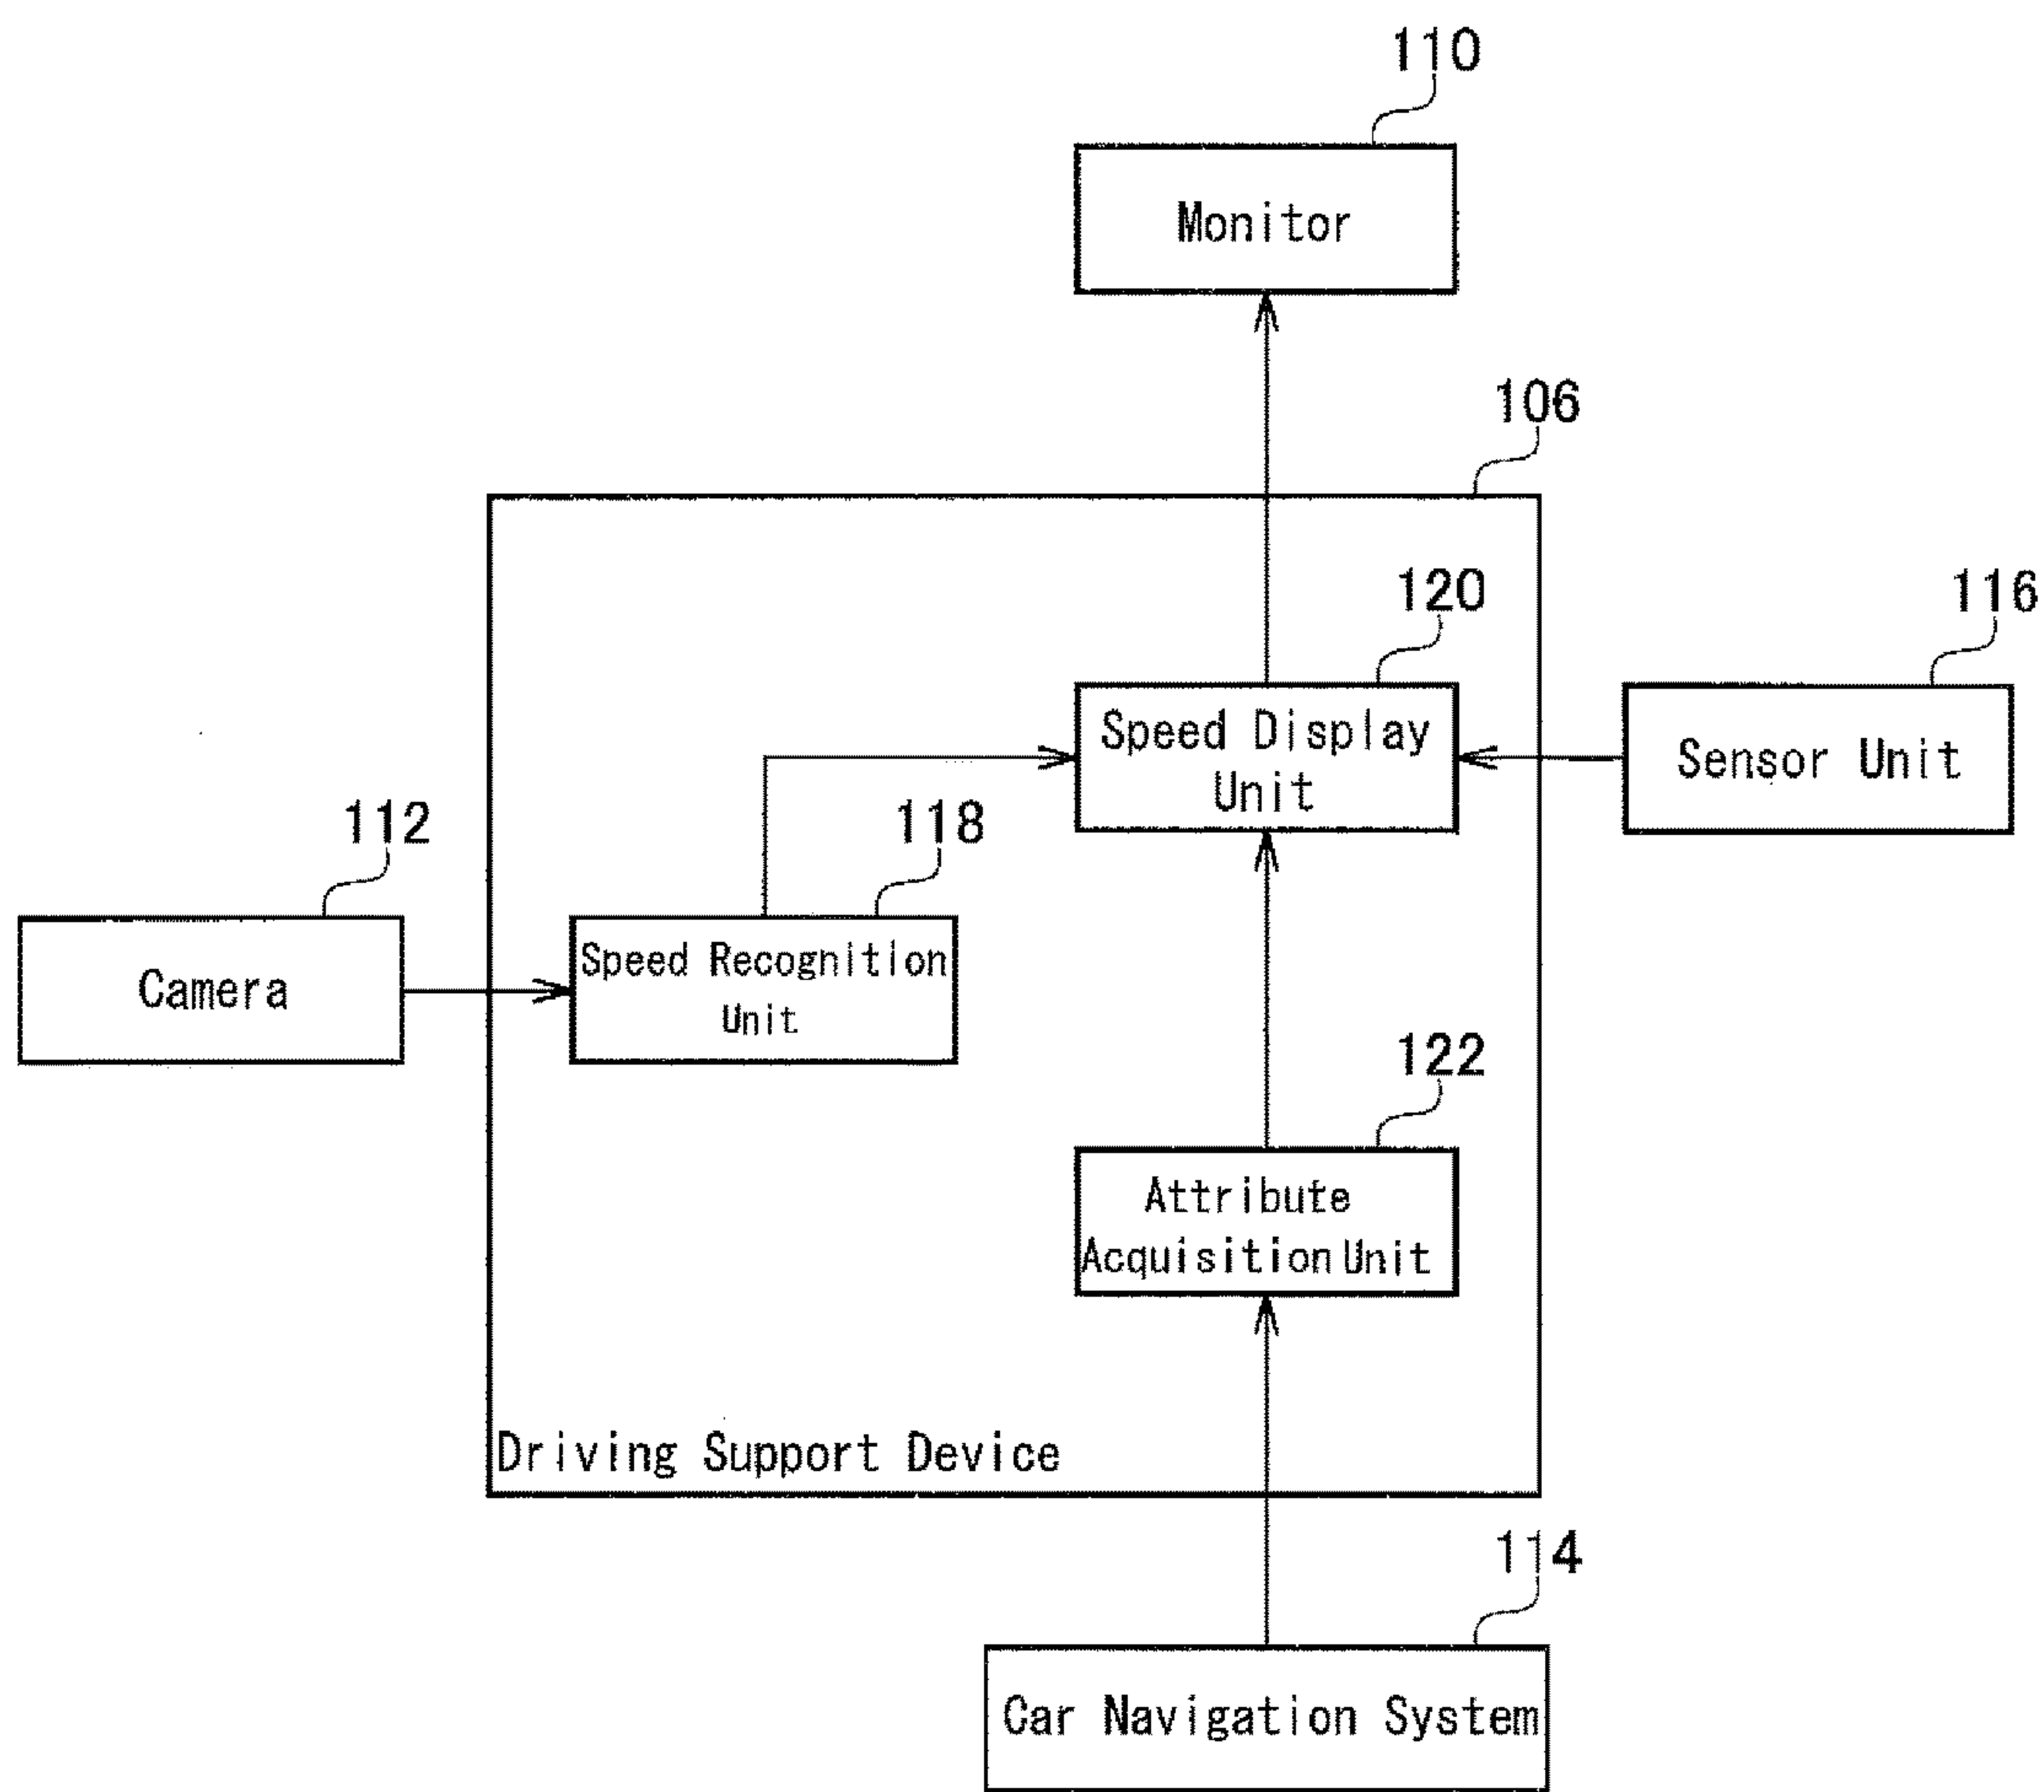 110
Monitor
106
120
116
Speed Display
Unit
Sensor Unit
112
118
Camera
Speed Recognition
Unit
122
Attribute
Acquisition Unit
Driving Support Device
114
Car Navigation System